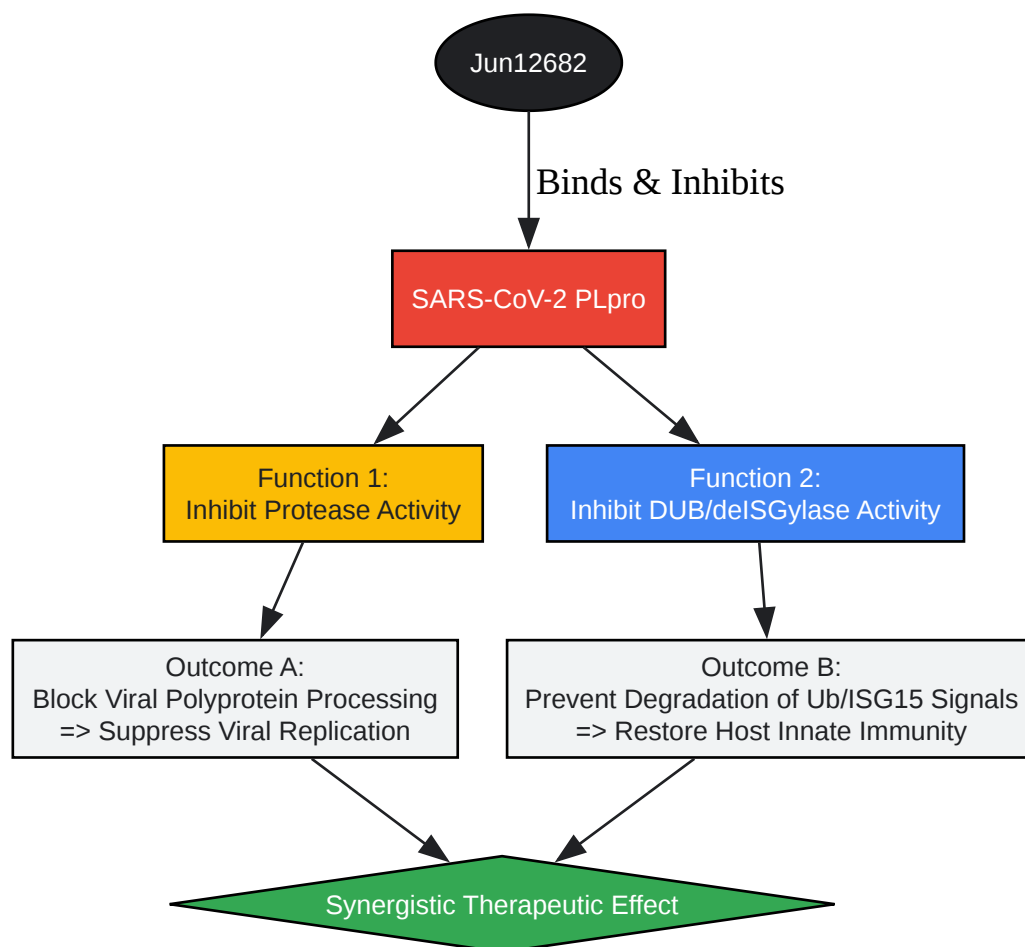 Jun12682
Binds & Inhibits
SARS-CoV-2 PLpro
Function 1:
Inhibit Protease Activity
Function 2:
Inhibit DUB/deISGylase Activity
Outcome A:
Block Viral Polyprotein Processing
=> Suppress Viral Replication
Outcome B:
Prevent Degradation of Ub/ISG15 Signals
=> Restore Host Innate Immunity
Synergistic Therapeutic Effect